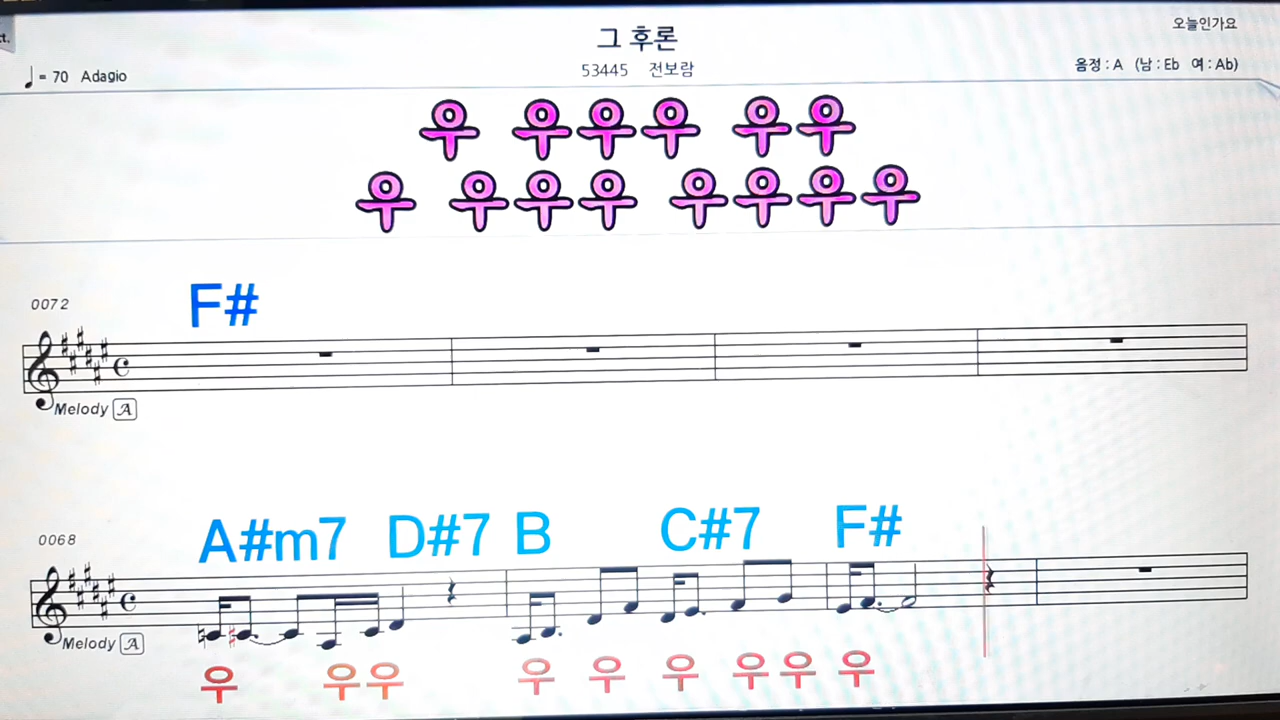 t.
그 후론
오늘인가요
♩= 70 Adagio
53445 전보람
음정 : A (남 : Eb 여 : Ab)
우 우우우 우우
우 우우우 우우우우
0072
F#
Melody A
0068
A#m7 D#7 B C#7 F#
Melody A
우 우우 우 우 우 우우 우